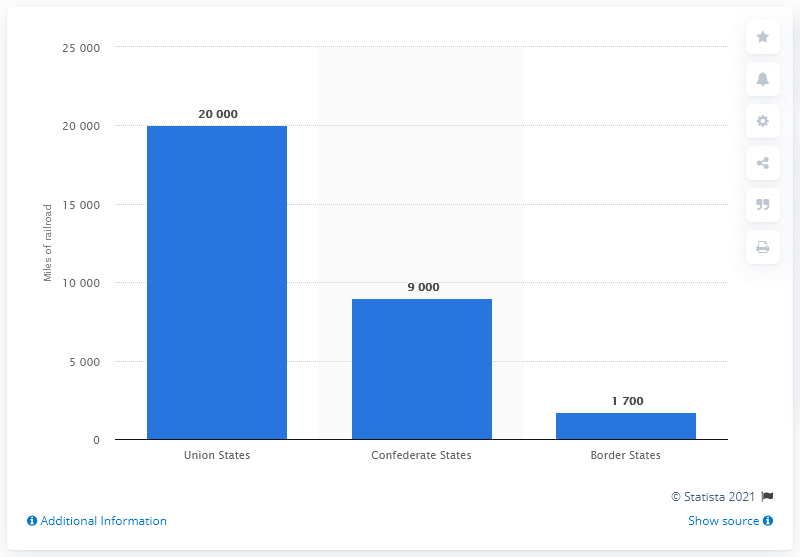 25 000
20 000
20 000
15 000
Miles of railroad
10 000
9 000
5 000
1 700
0
Union States
Confederate States
Border States
© Statista 2021
Additional Information
Show source